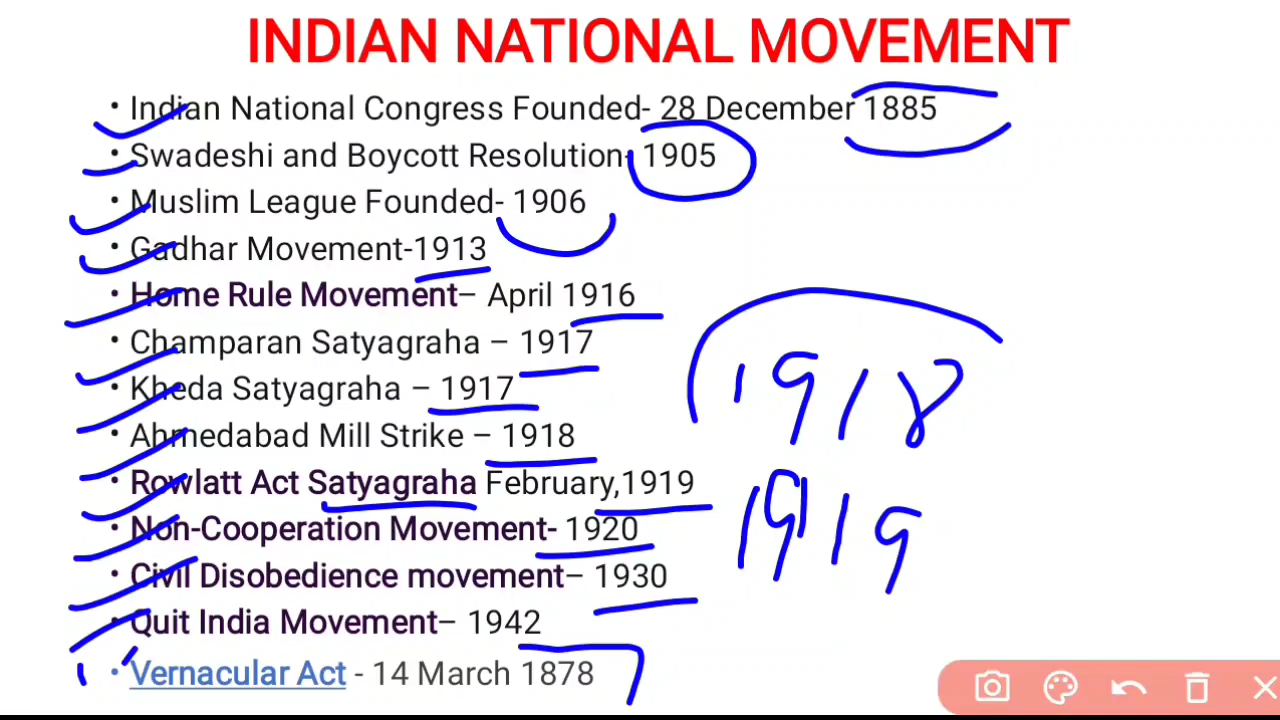 INDIAN NATIONAL MOVEMENT
• Indian National Congress Founded- 28 December 1885
• Swadeshi and Boycott Resolution- 1905
• Muslim League Founded- 1906
• Gadhar Movement-1913
• Home Rule Movement– April 1916
• Champaran Satyagraha – 1917
• Kheda Satyagraha – 1917
1918
• Ahmedabad Mill Strike – 1918
• Rowlatt Act Satyagraha February,1919
1919
• Non-Cooperation Movement- 1920
• Civil Disobedience movement– 1930
• Quit India Movement– 1942
• Vernacular Act - 14 March 1878